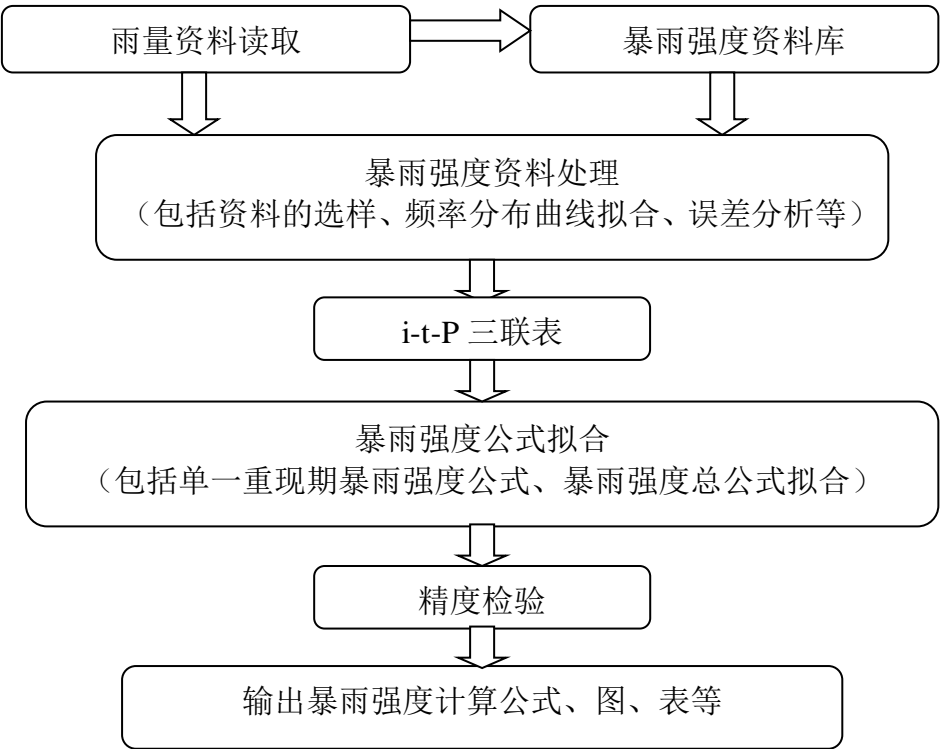 雨量资料读取
暴雨强度资料库
暴雨强度资料处理
（包括资料的选样、频率分布曲线拟合、误差分析等）
i-t-P 三联表
暴雨强度公式拟合
（包括单一重现期暴雨强度公式、暴雨强度总公式拟合）
精度检验
输出暴雨强度计算公式、图、表等